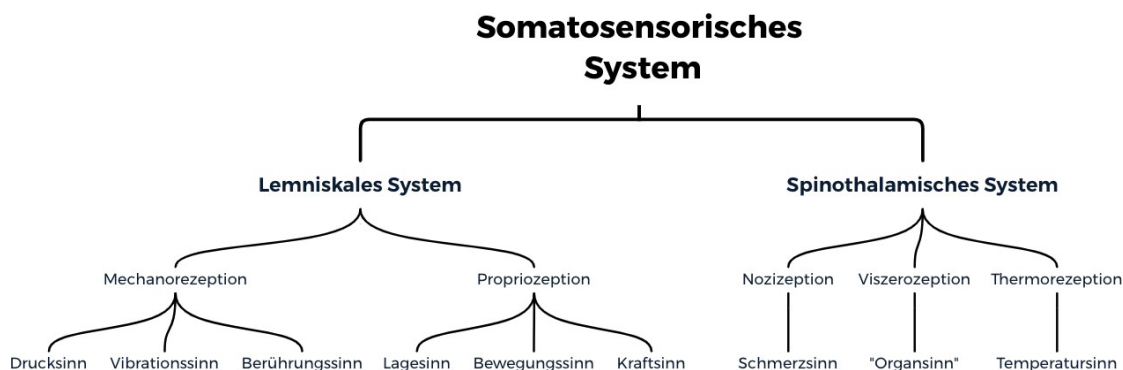 Somatosensorisches
System
Lemniskales System
Spinothalamisches System
Mechanorezeption
Propriozeption
Nozizeption
Viszerozeption
Thermorezeption
Drucksinn
Vibrationssinn
Berührungssinn
Lagesinn
Bewegungssinn
Kraftsinn
Schmerzsinn
"Organsinn"
Temperatursinn